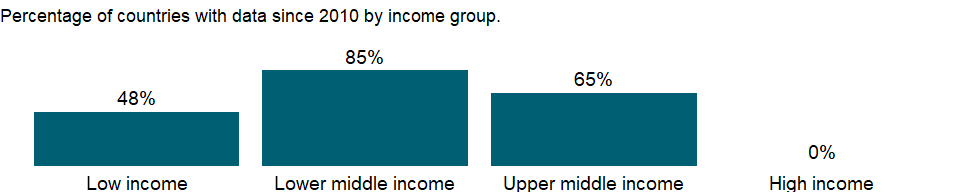 Percentage of countries with data since 2010 by income group.
85%
65%
48%
0%
Low income Lower middle income Upper middle income High income